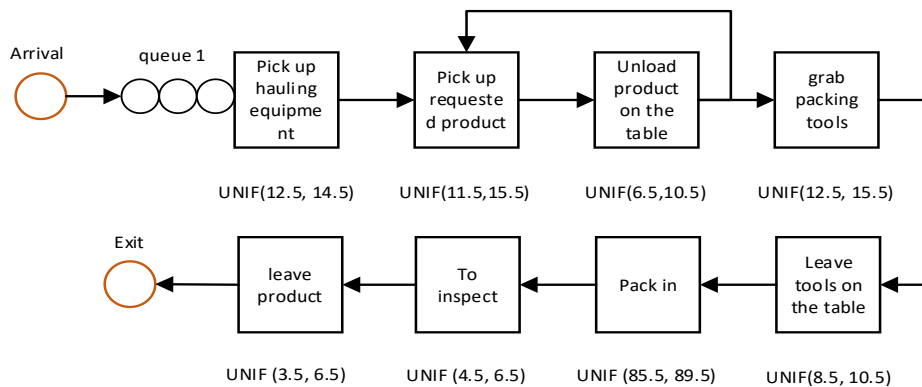 Arrival
queue 1
Pick up
hauling
equipme
nt
Pick up
requeste
d product
Unload
product
on the
table
grab
packing
tools
UNIF(12.5, 14.5)
UNIF(11.5,15.5)
UNIF(6.5,10.5)
UNIF(12.5, 15.5)
Exit
leave
product
To
inspect
Pack in
Leave
tools on
the table
UNIF (3.5, 6.5)
UNIF (4.5, 6.5)
UNIF (85.5, 89.5)
UNIF(8.5, 10.5)